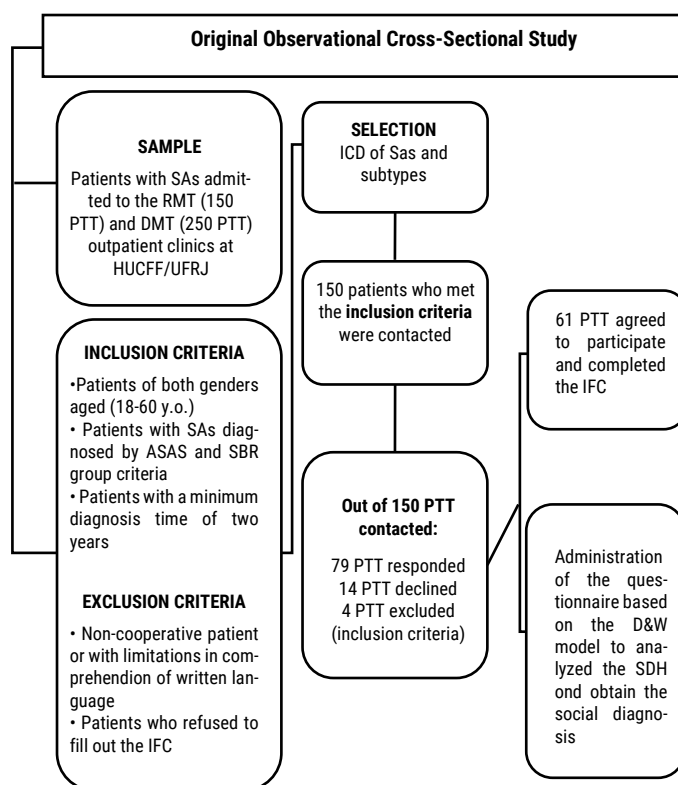 Original Observational Cross-Sectional Study
SAMPLE
Patients with SAs admit-
ted to the RMT (150
PTT) and DMT (250 PTT)
outpatient clinics at
HUCFF/UFRJ
INCLUSION CRITERIA
•Patients of both genders
aged (18-60 y.o.)
• Patients with SAs diag-
nosed by ASAS and SBR
group criteria
• Patients with a minimum
diagnosis time of two
years
EXCLUSION CRITERIA
• Non-cooperative patient
or with limitations in com-
prehendion of written lan-
guage
• Patients who refused to
fill out the IFC
SELECTION
ICD of Sas and
subtypes
150 patients who met
the inclusion criteria
were contacted
Out of 150 PTT
contacted:
79 PTT responded
14 PTT declined
4 PTT excluded
(inclusion criteria)
61 PTT agreed
to participate
and completed
the IFC
Administration
of the ques-
tionnaire based
on the D&W
model to ana-
lyzed the SDH
ond obtain the
social diagno-
sis